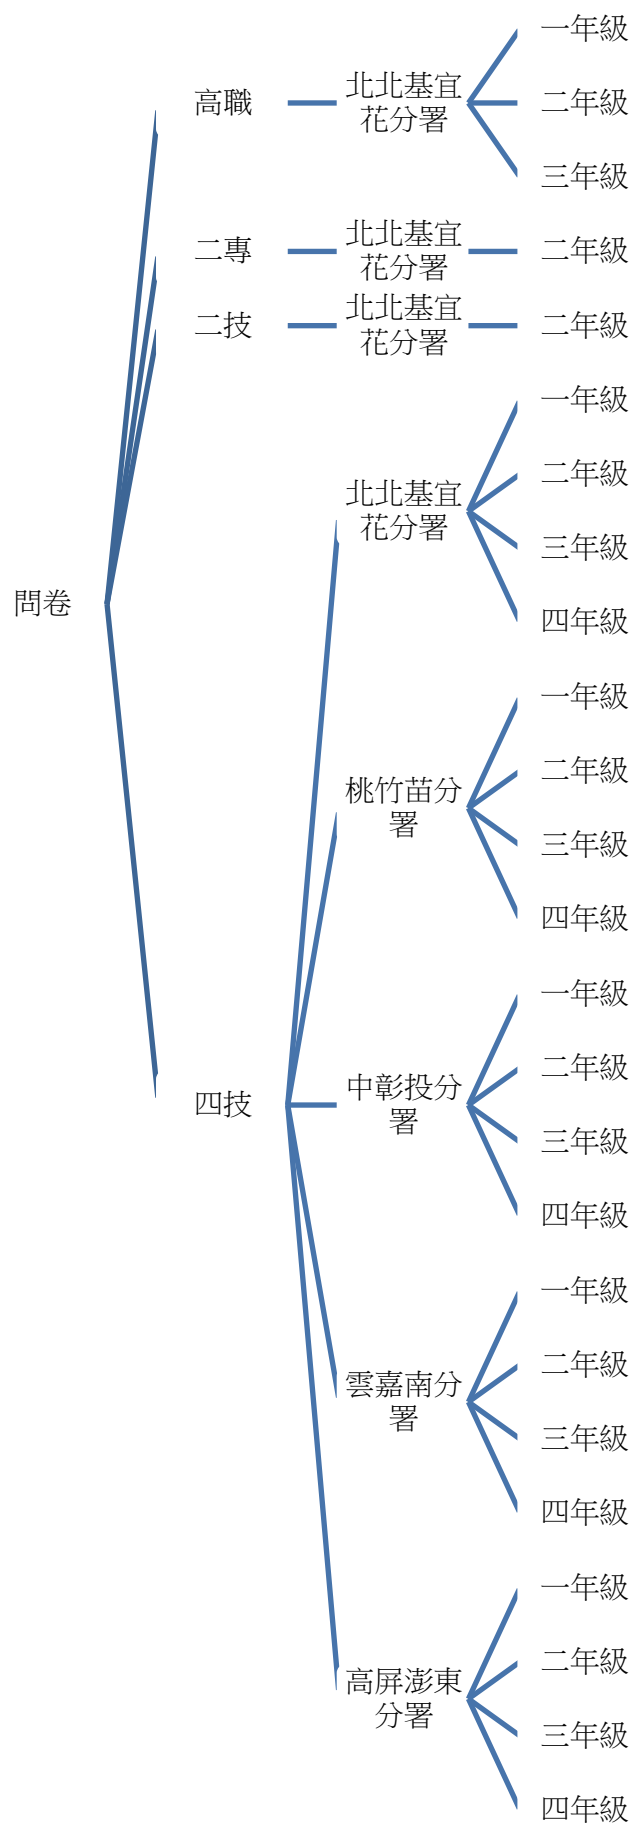 問卷
高職
北北基宜
花分署
一年級
二年級
三年級
二專
北北基宜
花分署
二年級
二技
北北基宜
花分署
二年級
四技
北北基宜
花分署
一年級
二年級
三年級
四年級
桃竹苗分
署
一年級
二年級
三年級
四年級
中彰投分
署
一年級
二年級
三年級
四年級
雲嘉南分
署
一年級
二年級
三年級
四年級
高屏澎東
分署
一年級
二年級
三年級
四年級